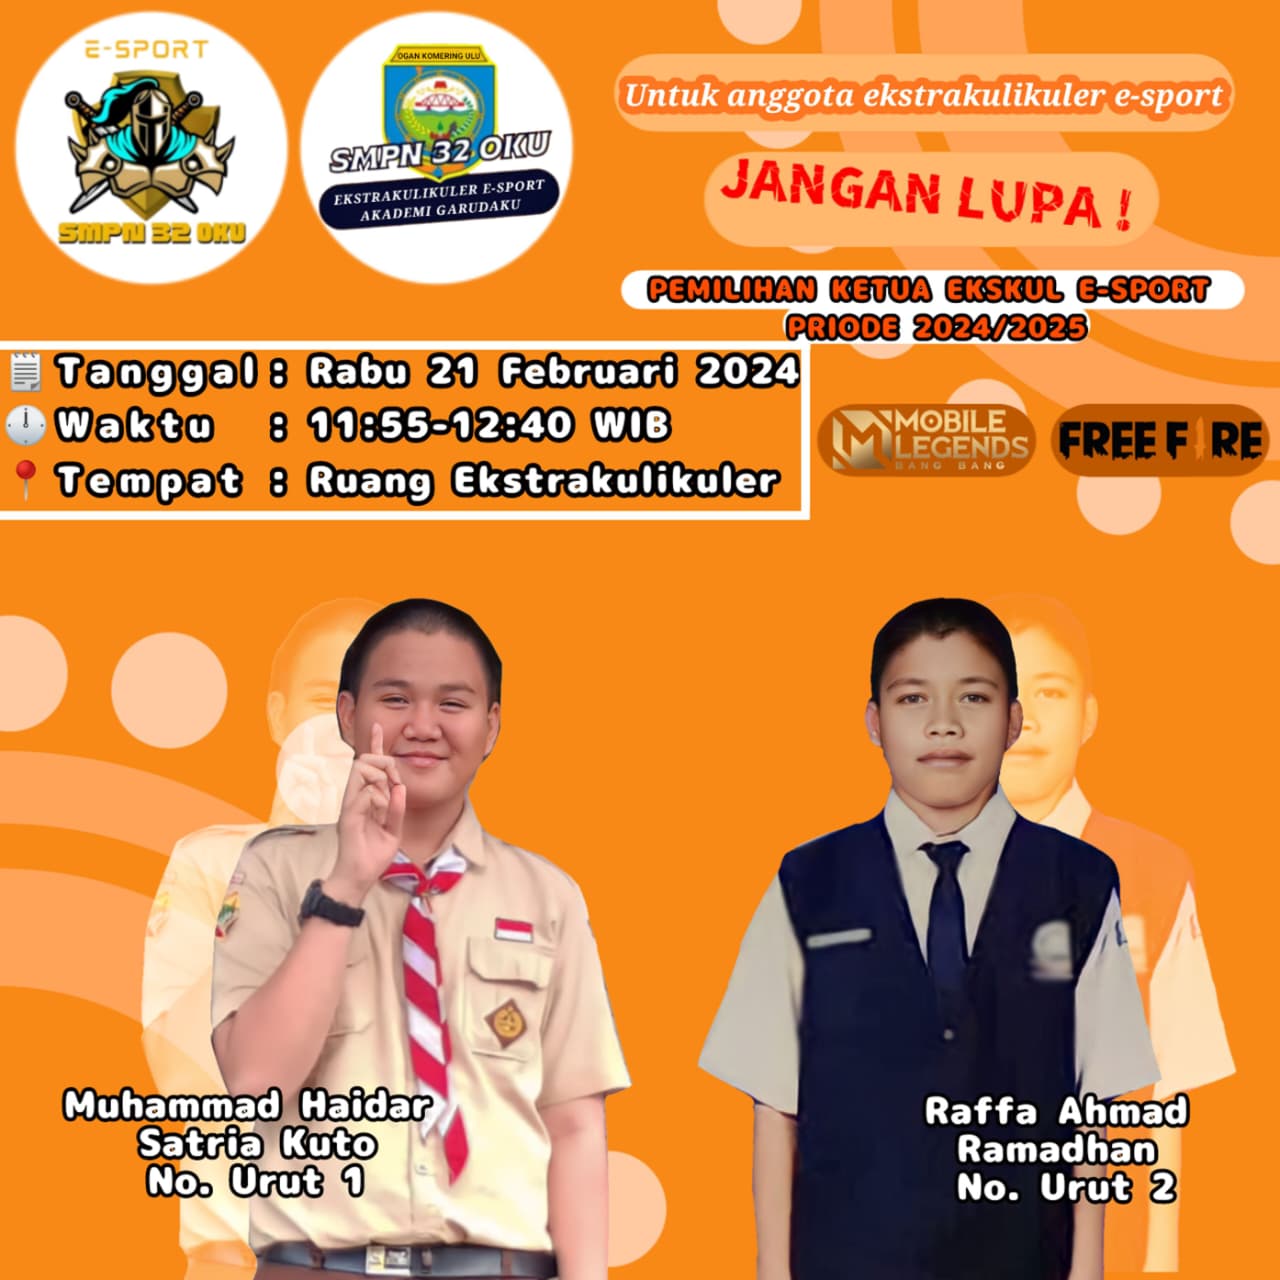 E-SPORT
SMPN 32 OKU
OGAN KOMERING ULU
SMPN 32 OKU
EKSTRAKULIKULER E-SPORT
AKADEMI GARUDAKU
Untuk anggota ekstrakulikuler e-sport
JANGAN LUPA !
PEMILIHAN KETUA EKSKUL E-SPORT
PRIODE 2024/2025
Tanggal : Rabu 21 Februari 2024
Waktu : 11:55-12:40 WIB
Tempat : Ruang Ekstrakulikuler
MOBILE
LEGENDS
BANG BANG
FREE FIRE
Muhammad Haidar
Satria Kuto
No. Urut 1
Raffa Ahmad
Ramadhan
No. Urut 2